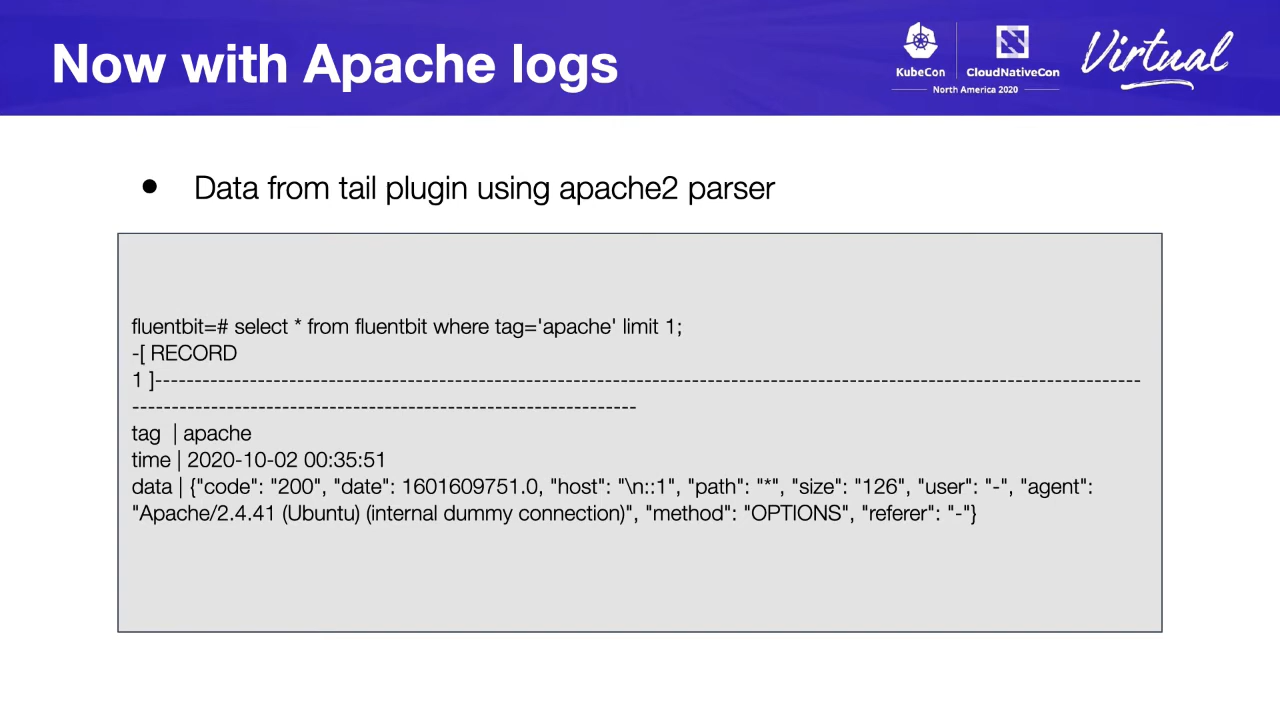 Now with Apache logs
KubeCon
CloudNativeCon
North America 2020
Virtual
● Data from tail plugin using apache2 parser
fluentbit=# select * from fluentbit where tag='apache' limit 1;
-[ RECORD
1 ]------------------------------------------------------------------------------------------------------------------------------
----------------------------------------------------------------
tag | apache
time | 2020-10-02 00:35:51
data | {"code": "200", "date": 1601609751.0, "host": "\n::1", "path": "*", "size": "126", "user": "-", "agent":
"Apache/2.4.41 (Ubuntu) (internal dummy connection)", "method": "OPTIONS", "referer": "-"}